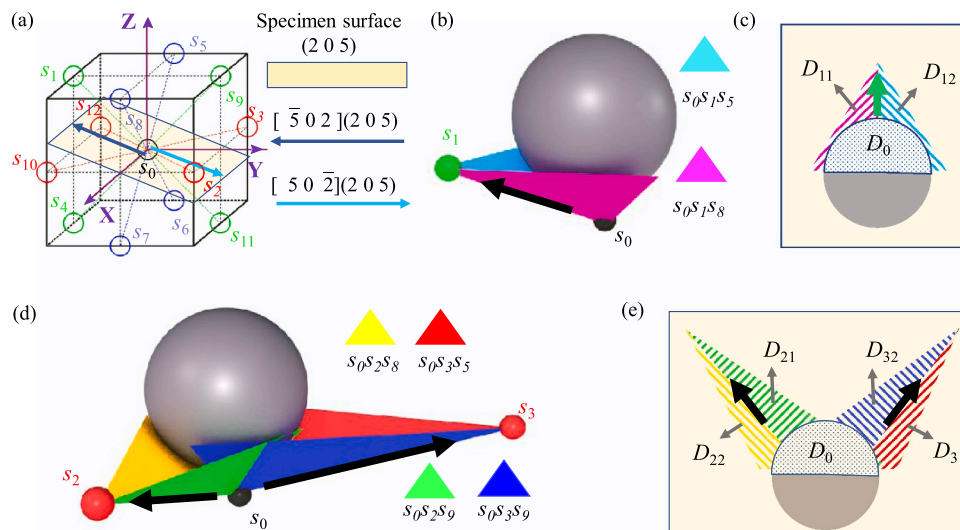 (a)
Z
Specimen surface
(2 0 5)
s5
s1
s9
s12
s8
s3
[ 5̅ 0 2 ](2 0 5)
s0
Y
s10
s2
[ 5 0 2̅ ](2 0 5)
s4
X
s6
s7
s11
(b)
s0s1s5
s1
s0s1s8
s0
(c)
D11
D12
D0
(d)
s0s2s8
s0s3s5
s3
s2
s0
s0s2s9
s0s3s9
(e)
D21
D32
D22
D0
D3